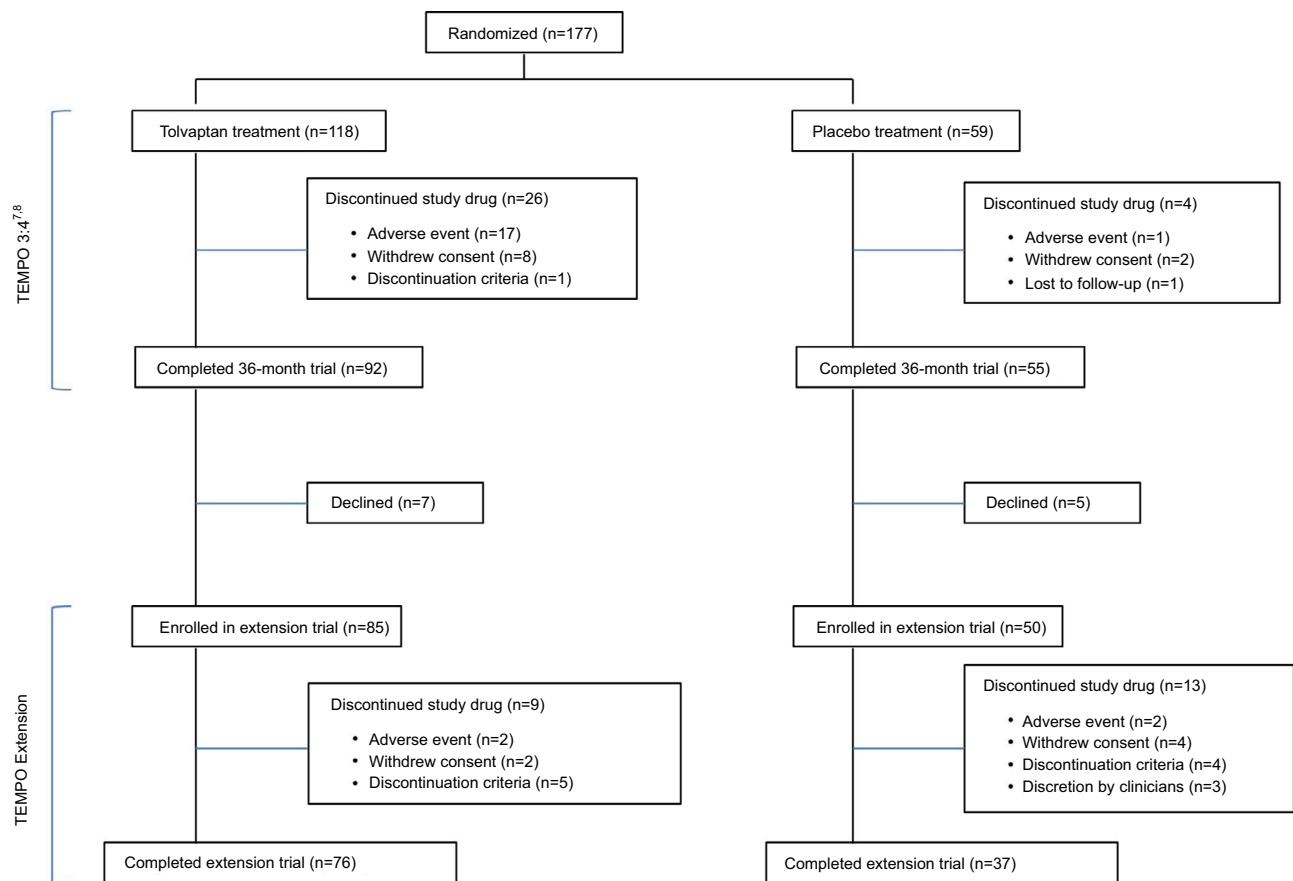 Randomized (n=177)
Tolvaptan treatment (n=118)
Placebo treatment (n=59)
TEMPO 3:47,8
Discontinued study drug (n=26)
• Adverse event (n=17)
• Withdrew consent (n=8)
• Discontinuation criteria (n=1)
Discontinued study drug (n=4)
• Adverse event (n=1)
• Withdrew consent (n=2)
• Lost to follow-up (n=1)
Completed 36-month trial (n=92)
Completed 36-month trial (n=55)
Declined (n=7)
Declined (n=5)
TEMPO Extension
Enrolled in extension trial (n=85)
Enrolled in extension trial (n=50)
Discontinued study drug (n=9)
• Adverse event (n=2)
• Withdrew consent (n=2)
• Discontinuation criteria (n=5)
Discontinued study drug (n=13)
• Adverse event (n=2)
• Withdrew consent (n=4)
• Discontinuation criteria (n=4)
• Discretion by clinicians (n=3)
Completed extension trial (n=76)
Completed extension trial (n=37)